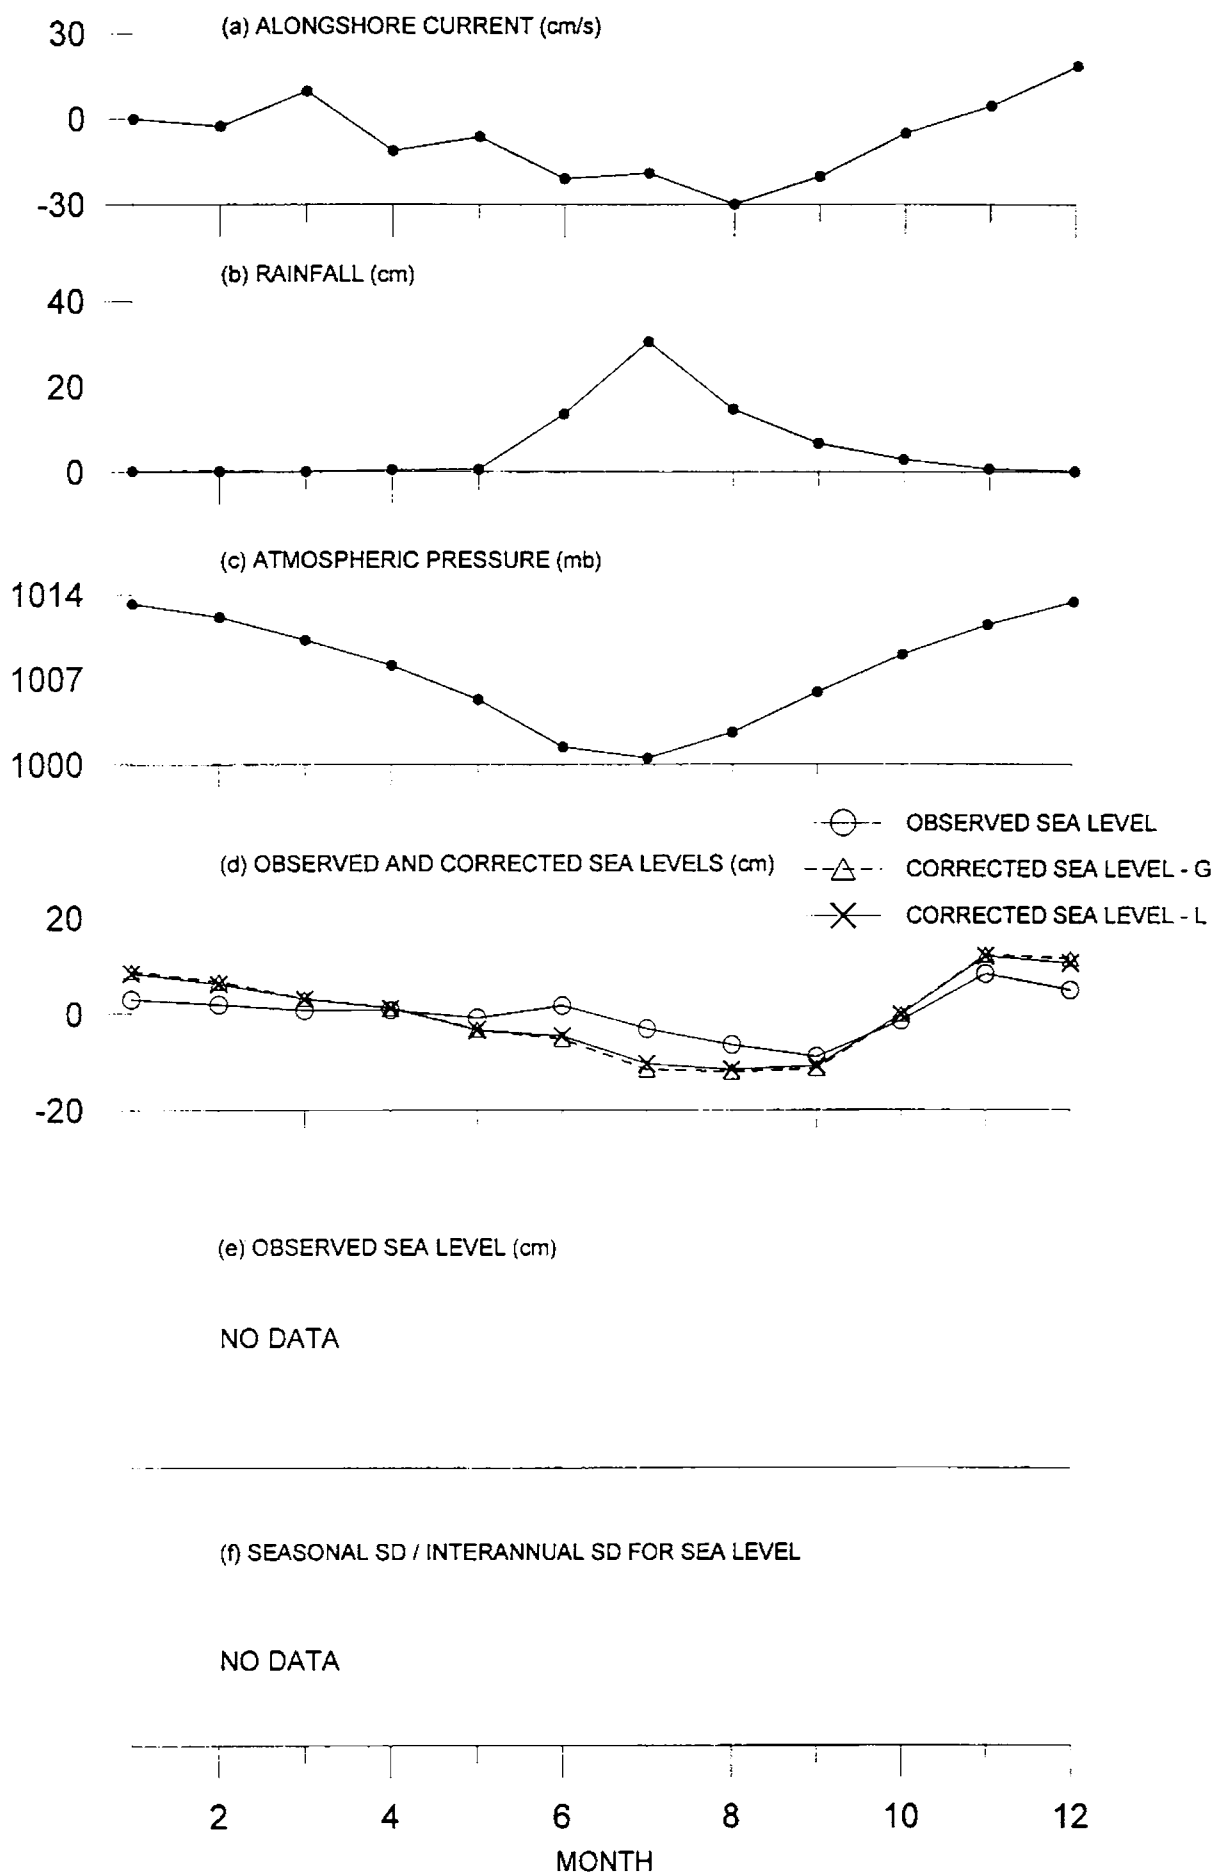 (a) ALONGSHORE CURRENT (cm/s)
30
0
-30
(b) RAINFALL (cm)
40
20
0
(c) ATMOSPHERIC PRESSURE (mb)
1014
1007
1000
OBSERVED SEA LEVEL
(d) OBSERVED AND CORRECTED SEA LEVELS (cm)
CORRECTED SEA LEVEL - G
CORRECTED SEA LEVEL - L
20
0
-20
(e) OBSERVED SEA LEVEL (cm)
NO DATA
(f) SEASONAL SD / INTERANNUAL SD FOR SEA LEVEL
NO DATA
2 4 6 8 10 12
MONTH